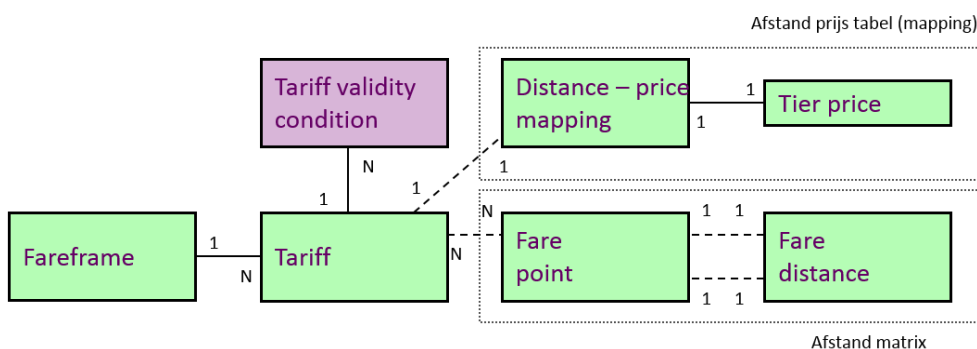 Afstand prijs tabel (mapping)
Tariff validity
condition
Distance – price
mapping
1
1
Tier price
N
1
1
1
Fareframe
1
N
Tariff
N
N
Fare
point
1 1
1 1
Fare
distance
Afstand matrix